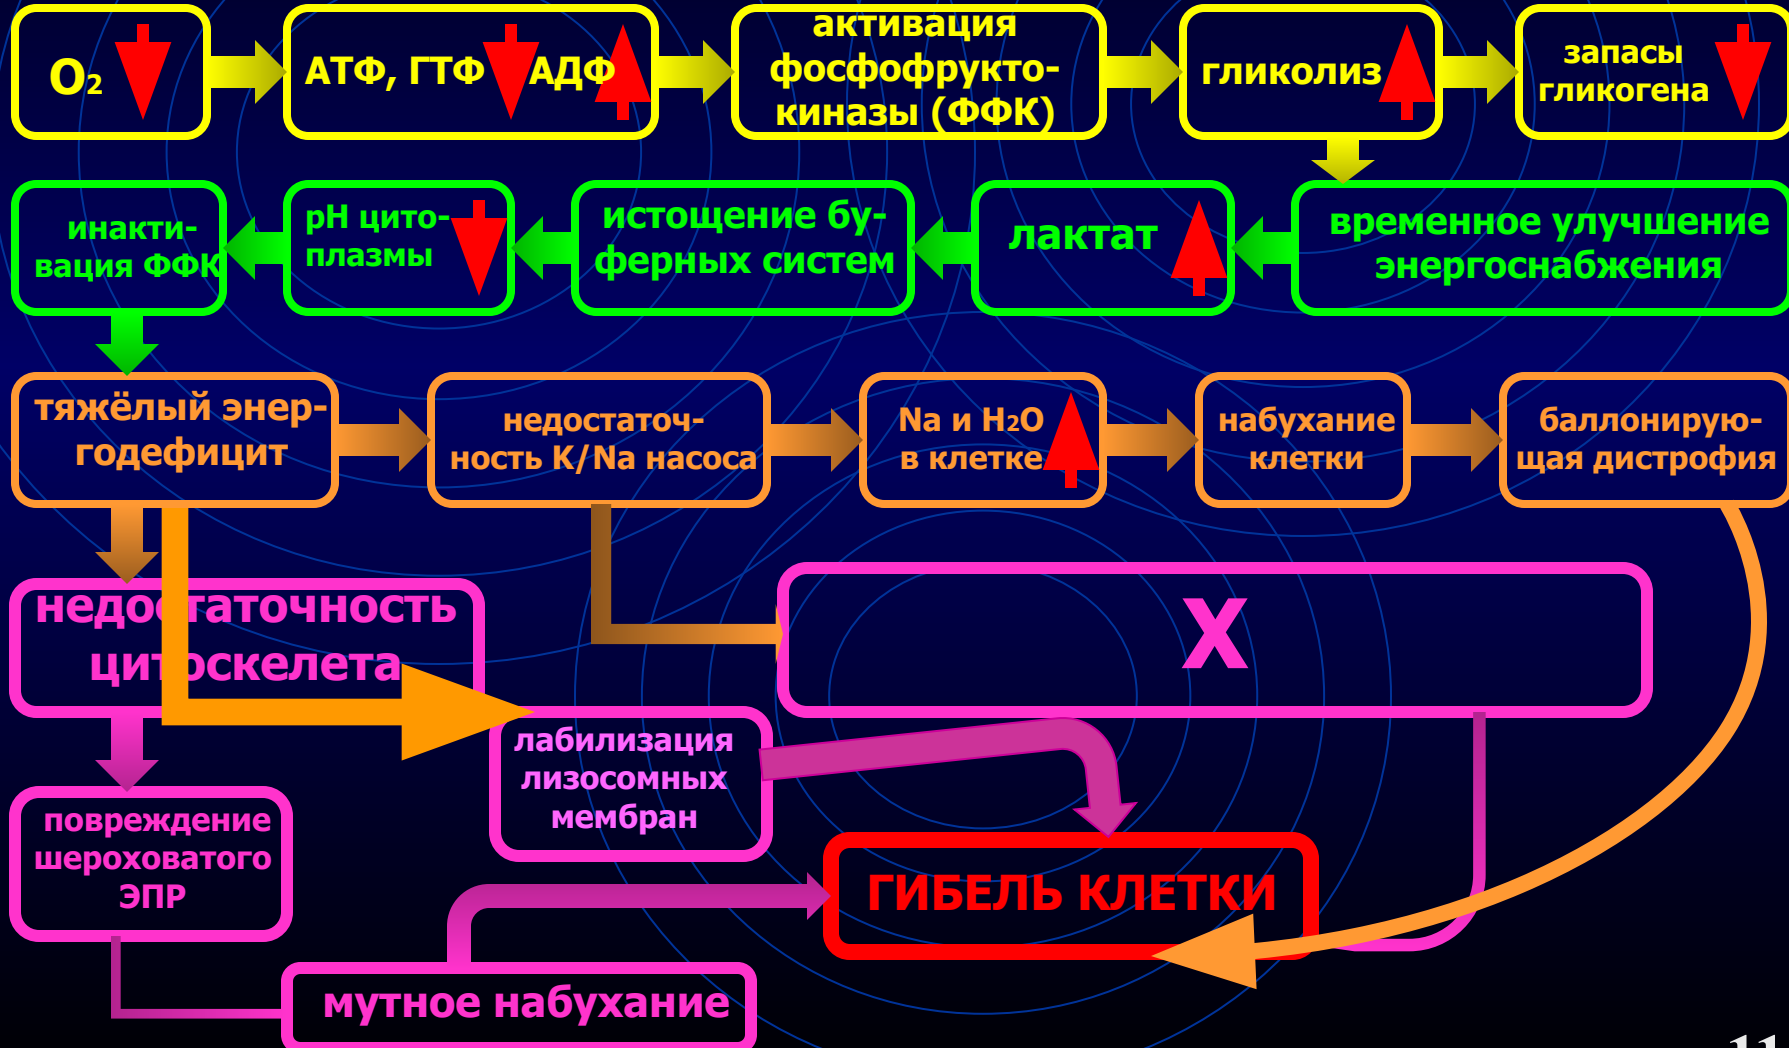 О₂
АТФ, ГТФ АДФ
активация
фосфофрукто-
киназы (ФФК)
гликолиз
запасы
гликогена
временное улучшение
энергоснабжения
лактат
истощение бу-
ферных систем
рН цито-
плазмы
инакти-
вация ФФК
тяжёлый энер-
годефицит
недостаточ-
ность K/Na насоса
Na и H₂O
в клетке
набухание
клетки
баллонирую-
щая дистрофия
недостаточность
цитоскелета
X
лабилизация
лизосомных
мембран
повреждение
шероховатого
ЭПР
ГИБЕЛЬ КЛЕТКИ
мутное набухание